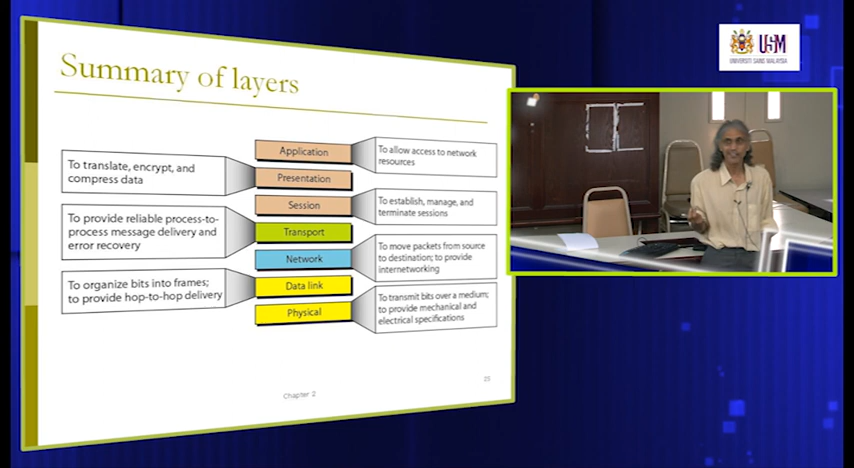 Summary of layers
To translate, encrypt, and
compress data
To provide reliable process-to-
process message delivery and
error recovery
To organize bits into frames;
to provide hop-to-hop delivery
Application
Presentation
Session
Transport
Network
Data link
Physical
To allow access to network
resources
To establish, manage, and
terminate sessions
To move packets from source
to destination; to provide
internetworking
To transmit bits over a medium;
to provide mechanical and
electrical specifications
Chapter 2
25
USM
UNIVERSITI SAINS MALAYSIA